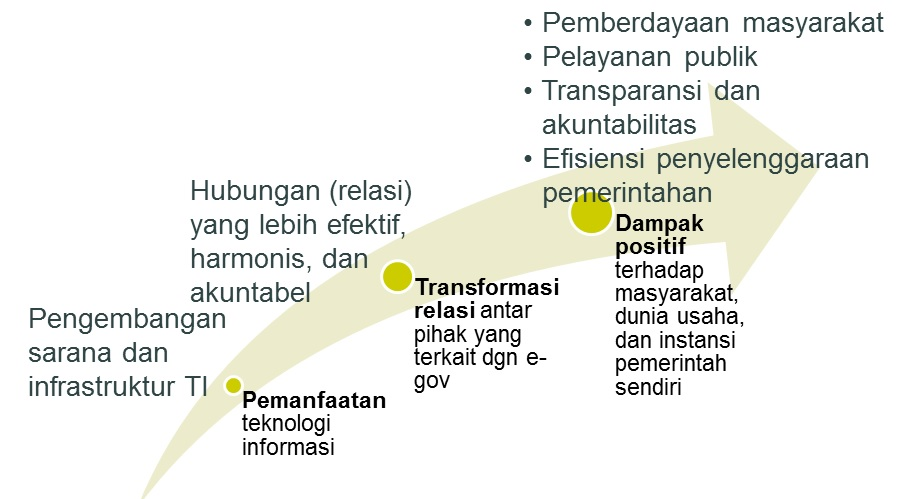 • Pemberdayaan masyarakat
• Pelayanan publik
• Transparansi dan
akuntabilitas
• Efisiensi penyelenggaraan
pemerintahan
Hubungan (relasi)
yang lebih efektif,
harmonis, dan
akuntabel
Pengembangan
sarana dan
infrastruktur TI
Pemanfaatan
teknologi
informasi
Transformasi
relasi antar
pihak yang
terkait dgn e-
gov
Dampak
positif
terhadap
masyarakat,
dunia usaha,
dan instansi
pemerintah
sendiri